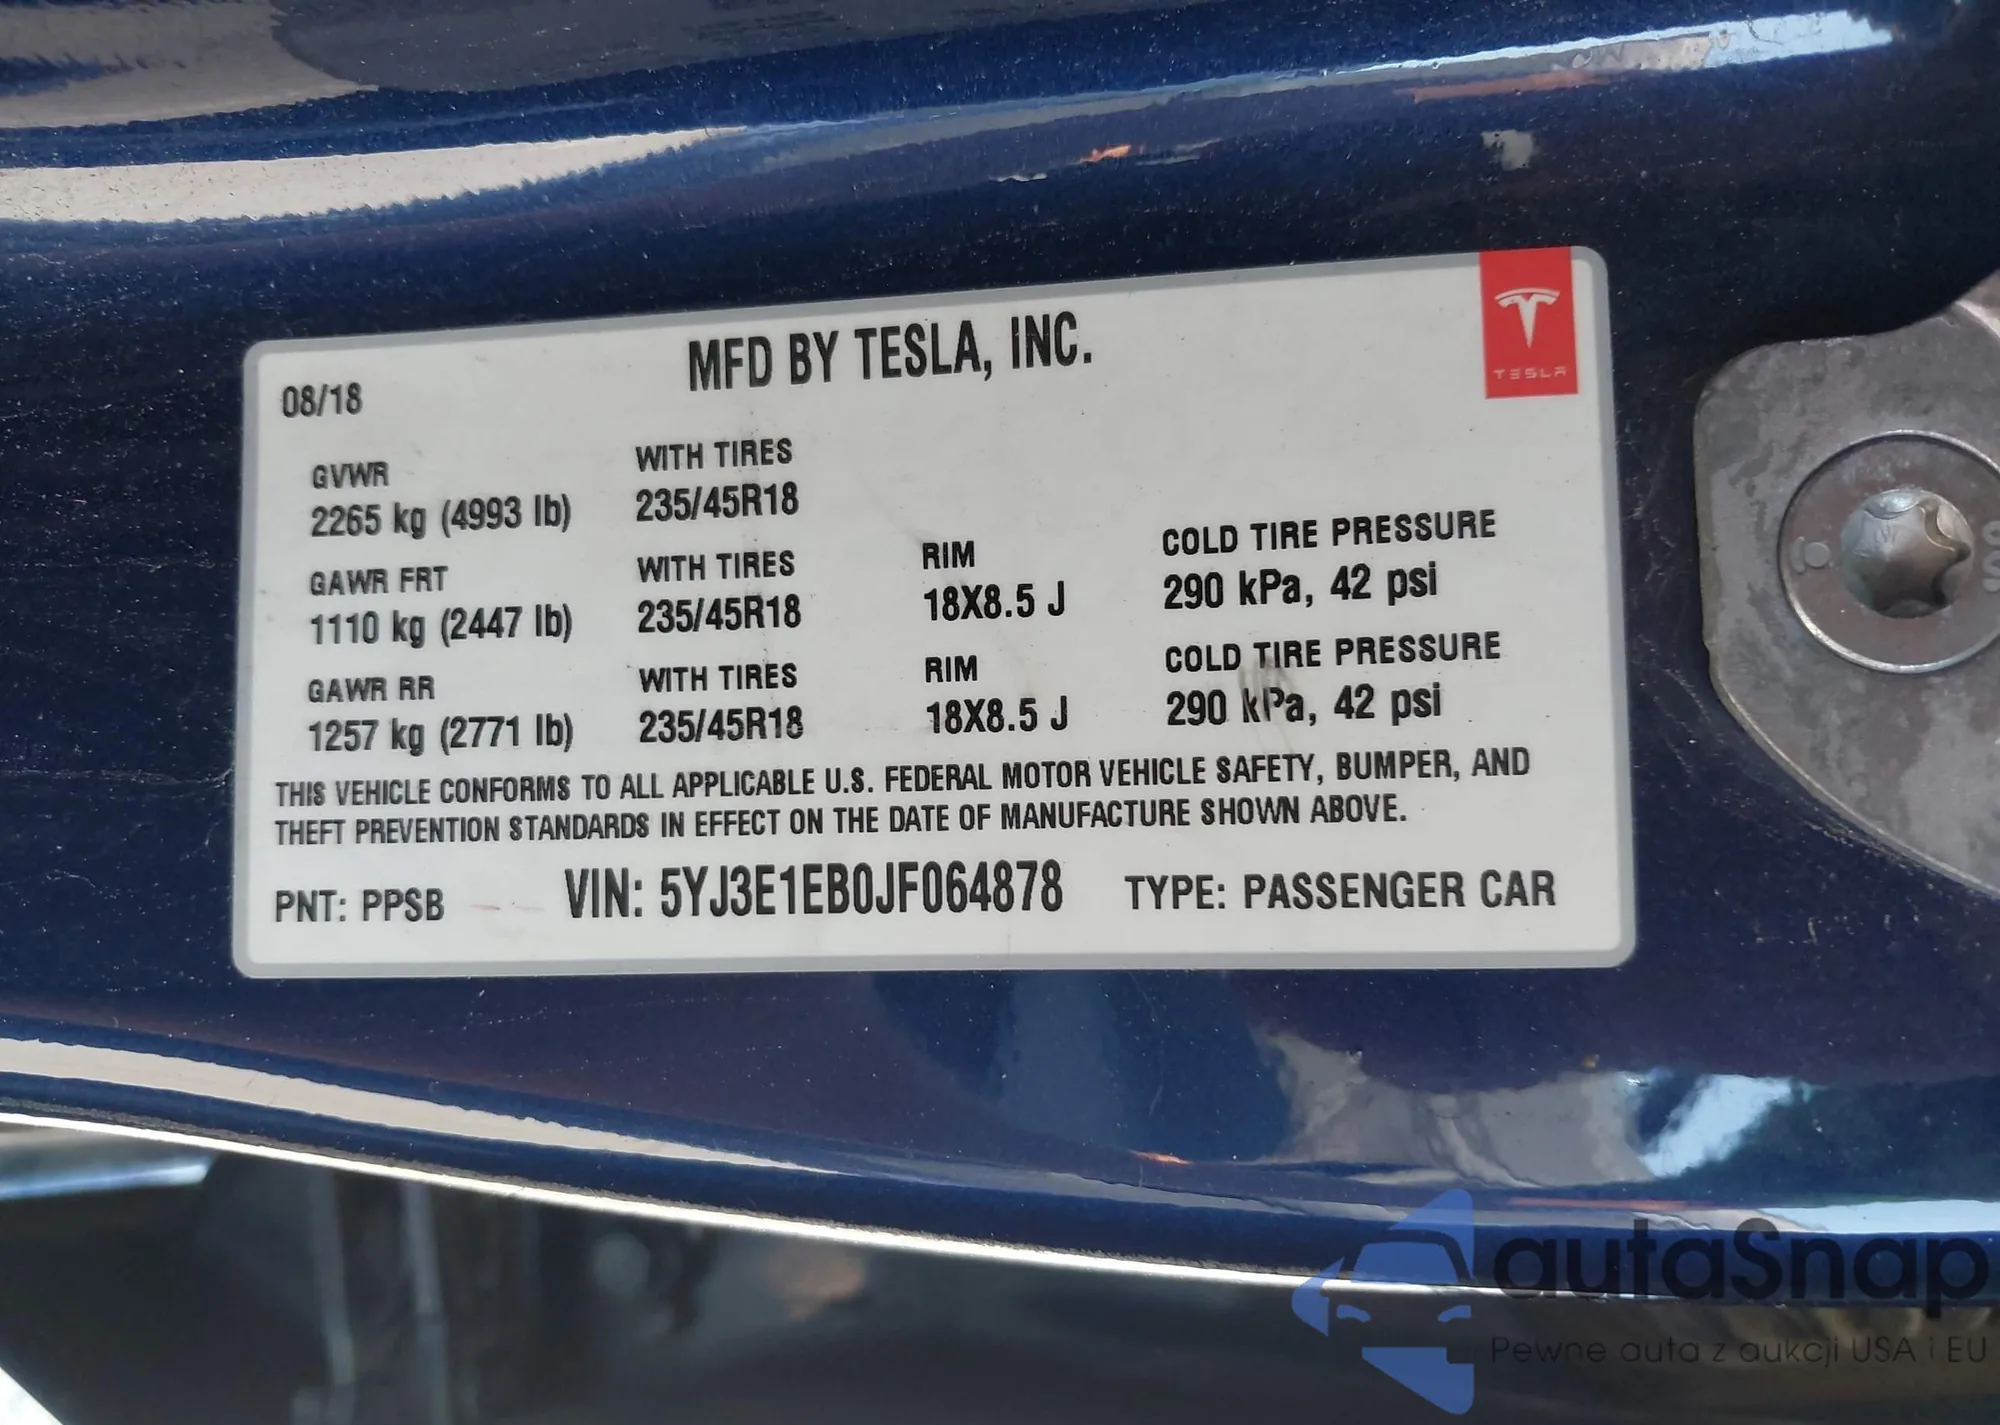 MFD BY TESLA, INC.
TESLA
08/18
GVWR WITH TIRES
2265 kg (4993 lb) 235/45R18
GAWR FRT WITH TIRES RIM COLD TIRE PRESSURE
1110 kg (2447 lb) 235/45R18 18X8.5 J 290 kPa, 42 psi
GAWR RR WITH TIRES RIM COLD TIRE PRESSURE
1257 kg (2771 lb) 235/45R18 18X8.5 J 290 kPa, 42 psi
THIS VEHICLE CONFORMS TO ALL APPLICABLE U.S. FEDERAL MOTOR VEHICLE SAFETY, BUMPER, AND
THEFT PREVENTION STANDARDS IN EFFECT ON THE DATE OF MANUFACTURE SHOWN ABOVE.
PNT: PPSB VIN: 5YJ3E1EB0JF064878 TYPE: PASSENGER CAR
autaSnap
Pewne auta z aukcji USA i EU